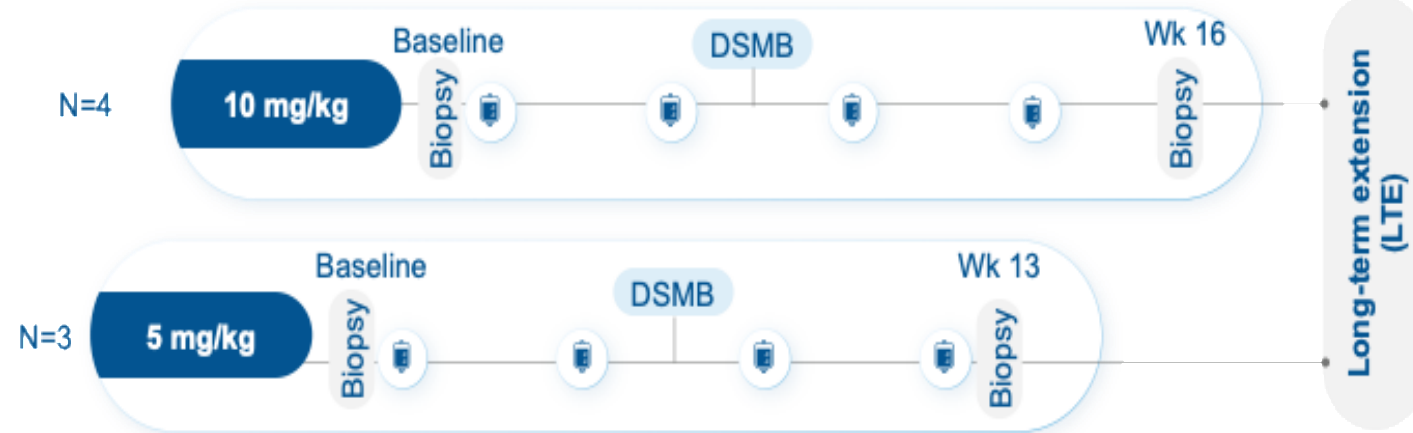 Baseline
DSMB
Wk 16
N=4
10 mg/kg
Biopsy
Biopsy
Baseline
DSMB
Wk 13
N=3
5 mg/kg
Biopsy
Biopsy
Long-term extension
(LTE)